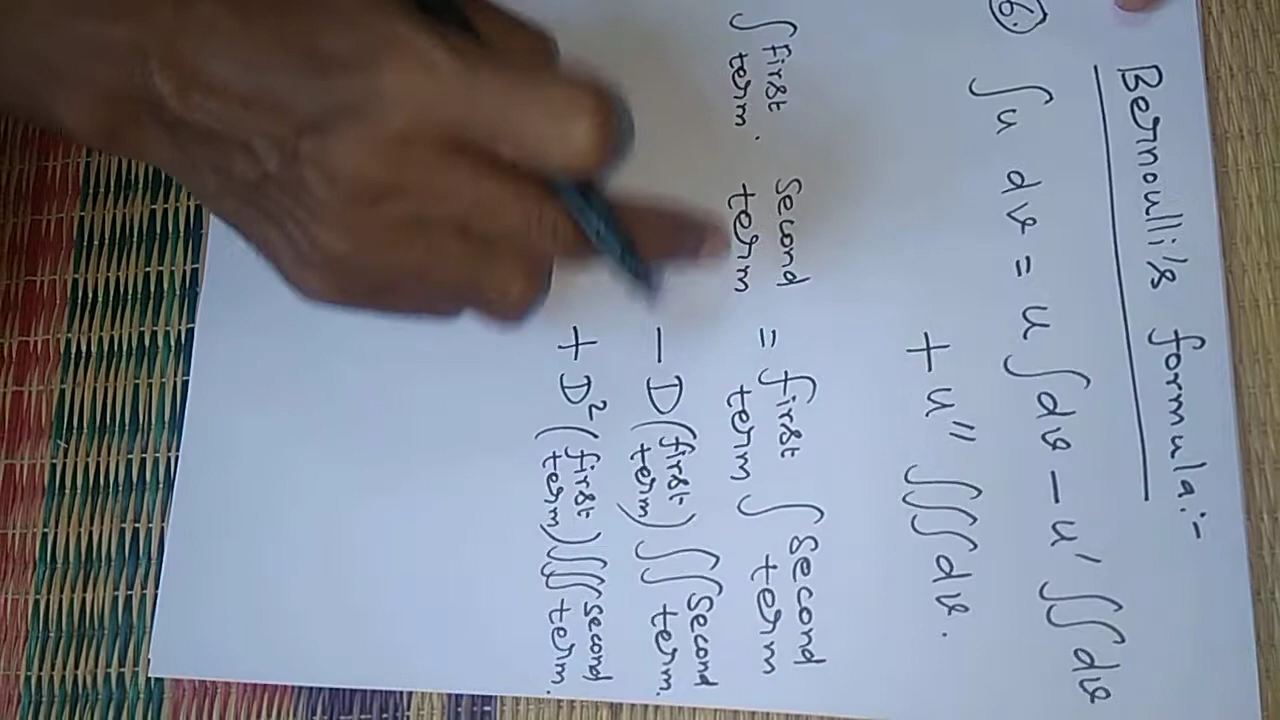 Bernoulli's formula:-
6. ∫u dv = u ∫dv - u' ∫∫dv
+ u'' ∫∫∫dv.
∫ first term . Second term = first term ∫ Second term
- D(first term) ∫∫ Second term.
+ D² (first term) ∫∫∫ Second term.